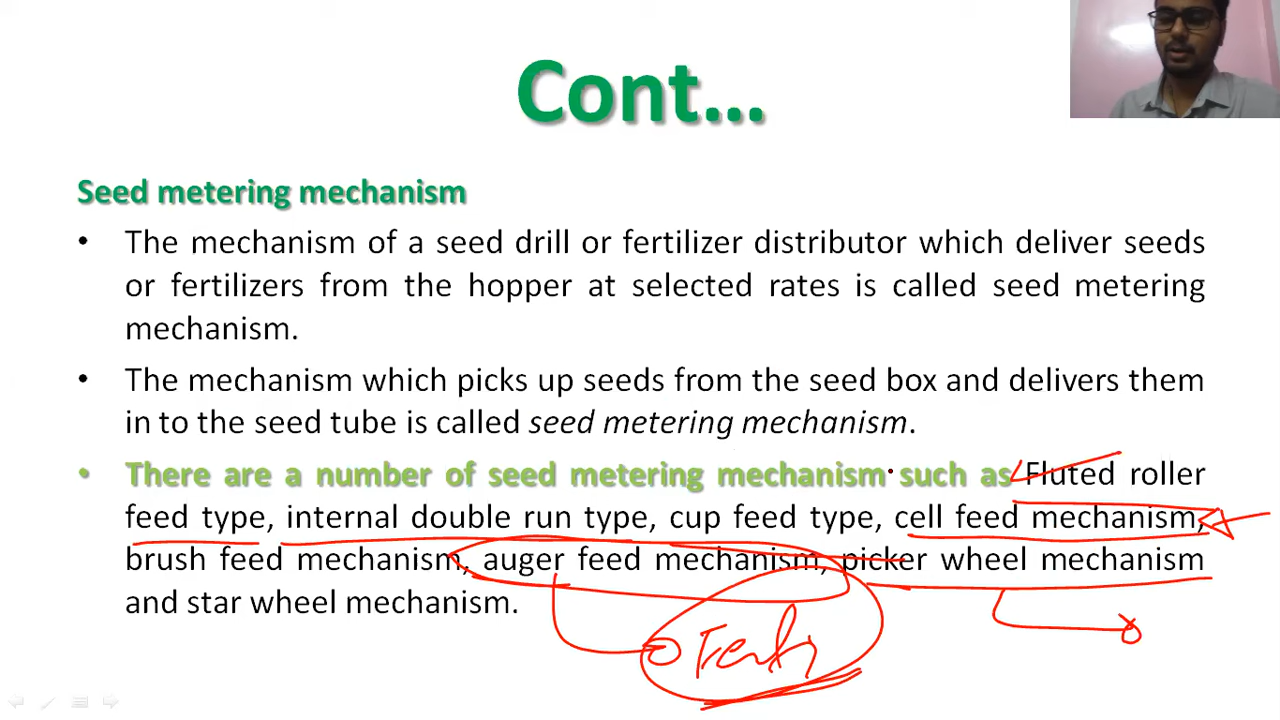 Cont...
Seed metering mechanism
• The mechanism of a seed drill or fertilizer distributor which deliver seeds
or fertilizers from the hopper at selected rates is called seed metering
mechanism.
• The mechanism which picks up seeds from the seed box and delivers them
in to the seed tube is called seed metering mechanism.
• There are a number of seed metering mechanism such as Fluted roller
feed type, internal double run type, cup feed type, cell feed mechanism,
brush feed mechanism, auger feed mechanism, picker wheel mechanism
and star wheel mechanism.